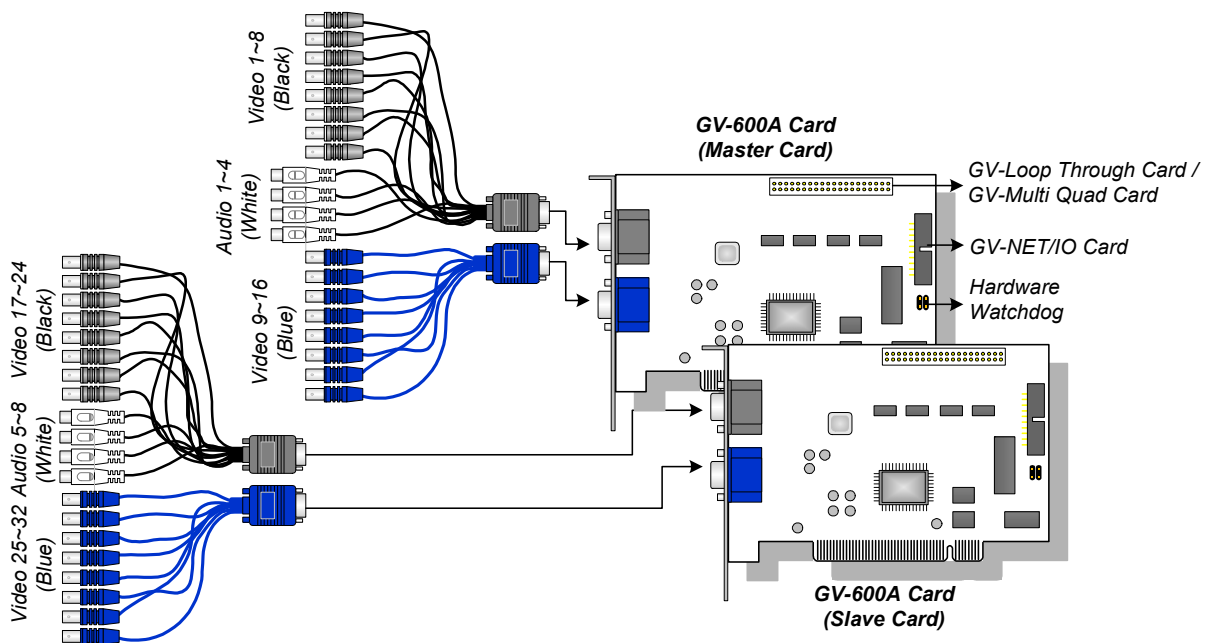 Video 1~8
(Black)
Audio 1~4
(White)
Video 9~16
(Blue)
GV-600A Card
(Master Card)
GV-Loop Through Card /
GV-Multi Quad Card
GV-NET/IO Card
Hardware
Watchdog
Video 17~24
(Black)
Audio 5~8
(White)
Video 25~32
(Blue)
GV-600A Card
(Slave Card)